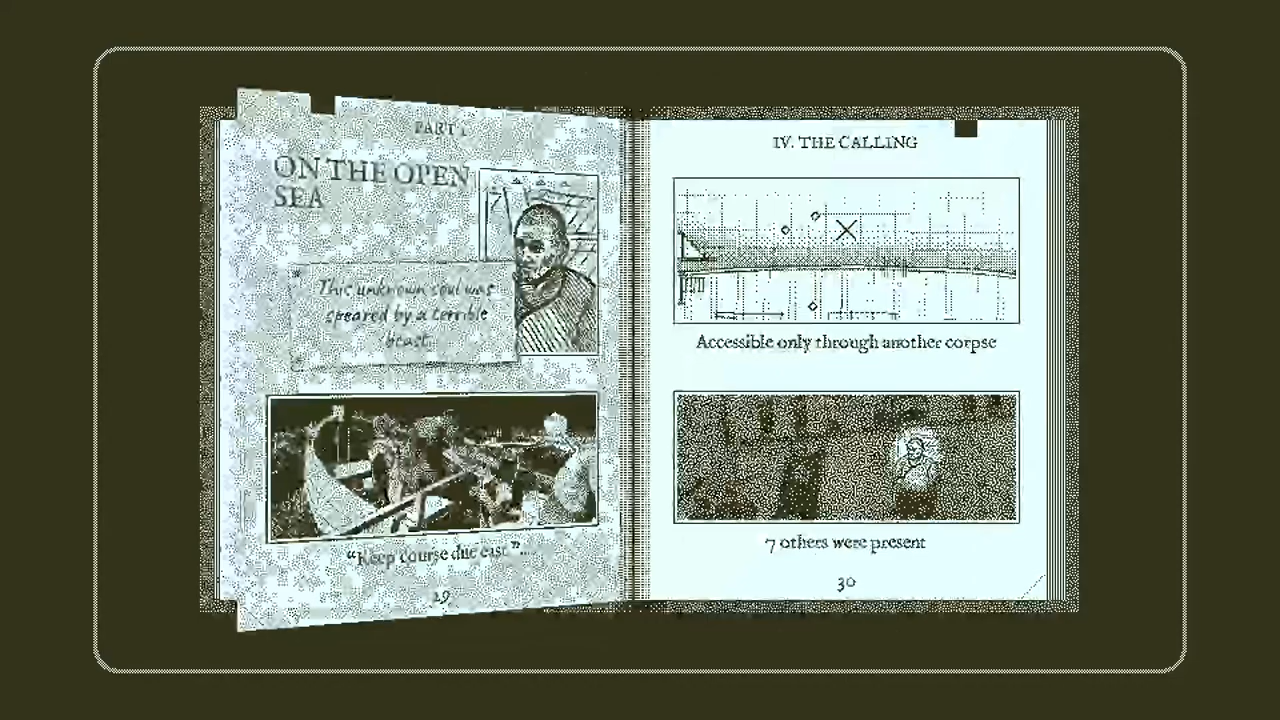 PART 1
ON THE OPEN
SEA
This unknown soul was
speared by a terrible
beast.
"Keep course due east."...
29
IV. THE CALLING
Accessible only through another corpse
7 others were present
30